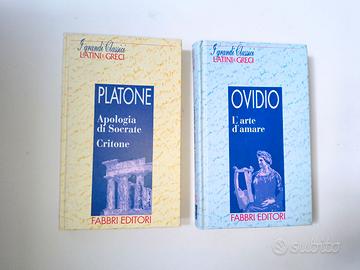 I grandi Classici
LATINI e GRECI
PLATONE
Apologia
di Socrate
Critone
FABBRI EDITORI
I grandi Classici
LATINI e GRECI
OVIDIO
L'arte
d'amare
FABBRI EDITORI
subito